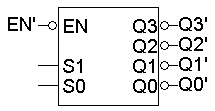 EN' EN Q3 Q3'
Q2 Q2'
S1 Q1 Q1'
S0 Q0 Q0'